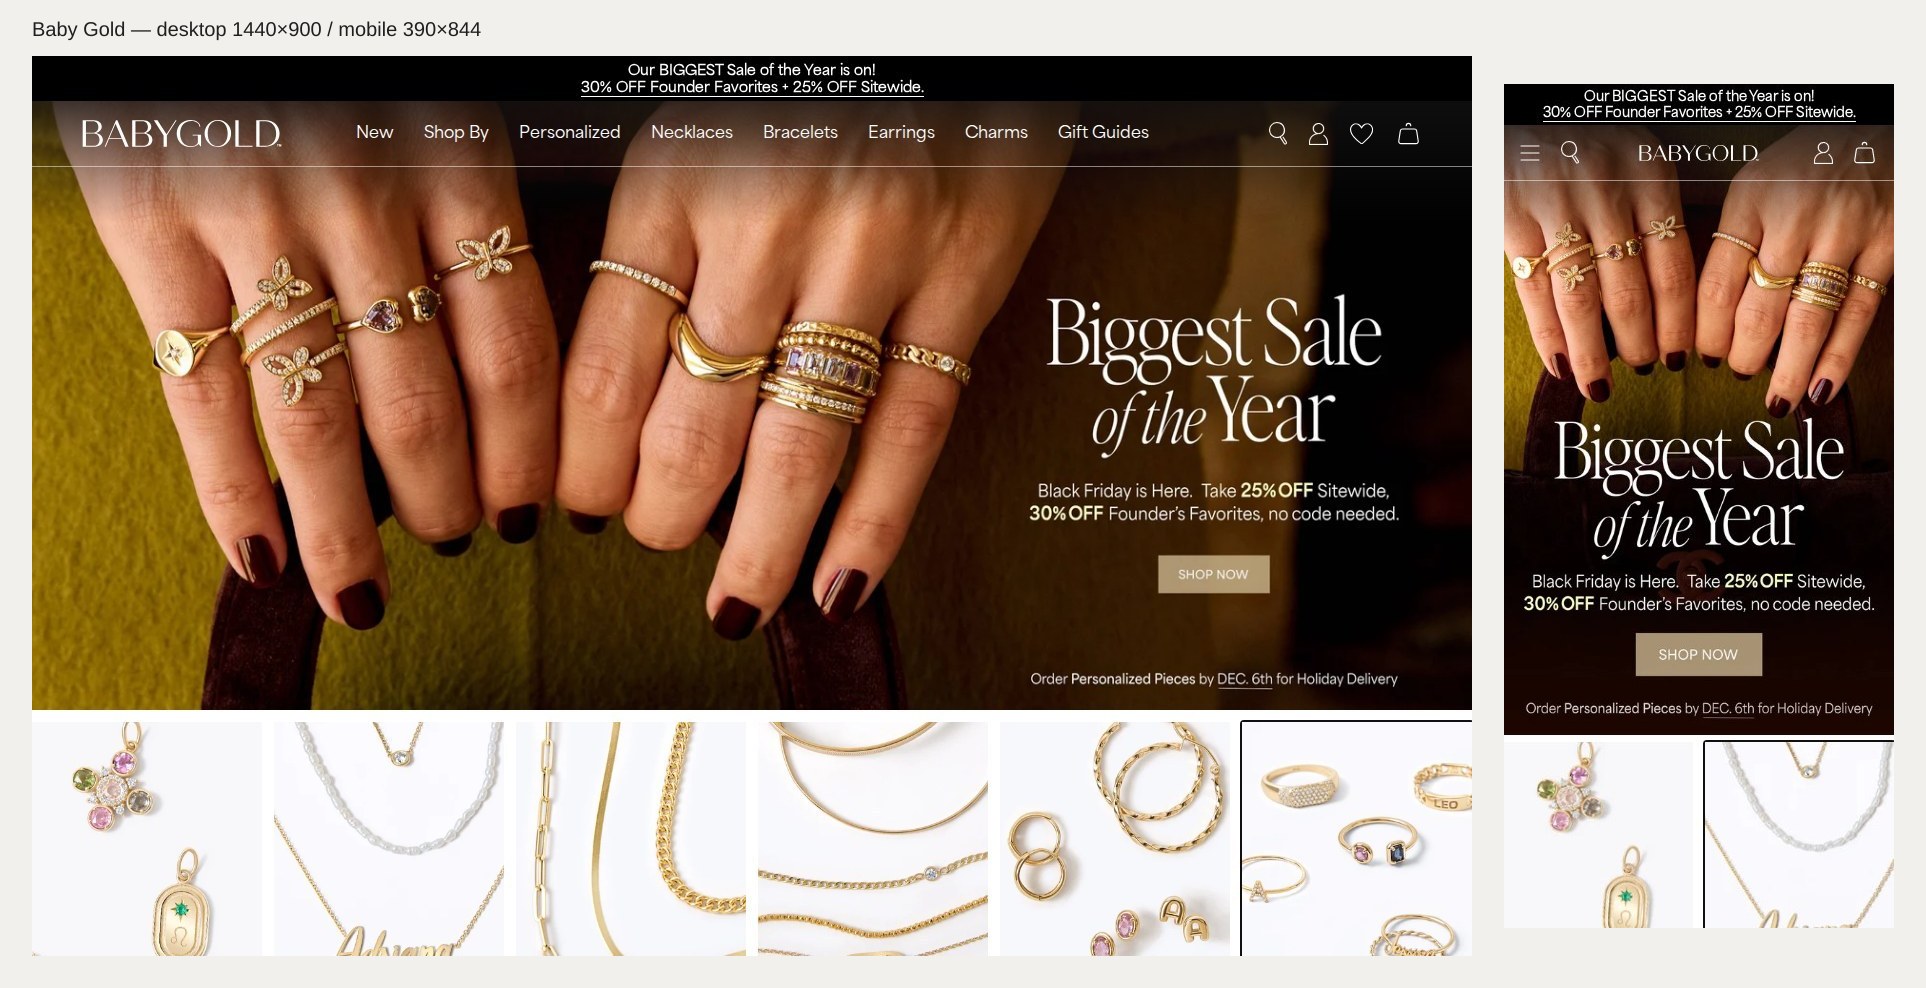 Baby Gold — desktop 1440×900 / mobile 390×844
Our BIGGEST Sale of the Year is on!
30% OFF Founder Favorites + 25% OFF Sitewide.
BABYGOLD
New Shop By Personalized Necklaces Bracelets Earrings Charms Gift Guides
Biggest Sale
of the Year
Black Friday is Here. Take 25% OFF Sitewide,
30% OFF Founder's Favorites, no code needed.
SHOP NOW
Order Personalized Pieces by DEC. 6th for Holiday Delivery
LEO
A
A A
Our BIGGEST Sale of the Year is on!
30% OFF Founder Favorites + 25% OFF Sitewide.
BABYGOLD
Biggest Sale
of the Year
Black Friday is Here. Take 25% OFF Sitewide,
30% OFF Founder's Favorites, no code needed.
SHOP NOW
Order Personalized Pieces by DEC. 6th for Holiday Delivery